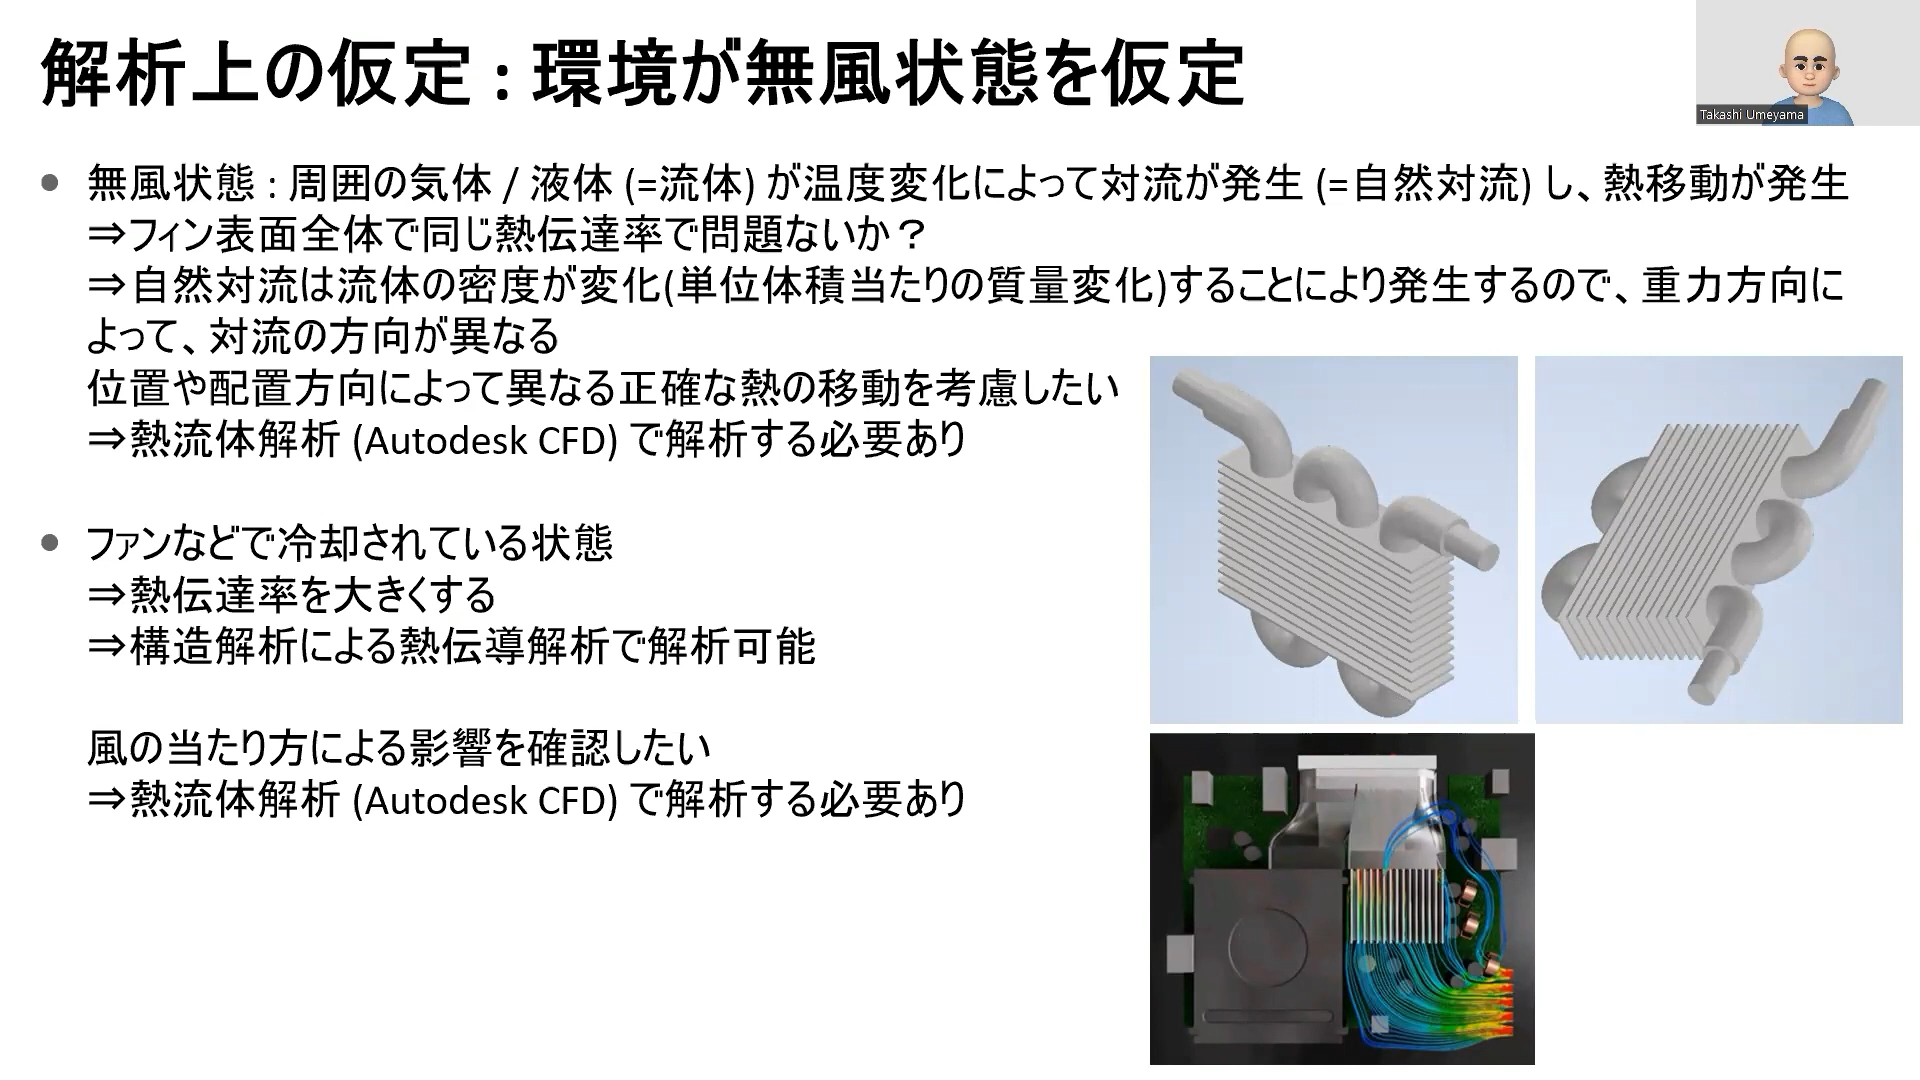 解析上の仮定 : 環境が無風状態を仮定
Takashi Umeyama
• 無風状態 : 周囲の気体 / 液体 (=流体) が温度変化によって対流が発生 (=自然対流) し、熱移動が発生
⇒フィン表面全体で同じ熱伝達率で問題ないか？
⇒自然対流は流体の密度が変化(単位体積当たりの質量変化)することにより発生するので、重力方向に
よって、対流の方向が異なる
位置や配置方向によって異なる正確な熱の移動を考慮したい
⇒熱流体解析 (Autodesk CFD) で解析する必要あり
• ファンなどで冷却されている状態
⇒熱伝達率を大きくする
⇒構造解析による熱伝導解析で解析可能
風の当たり方による影響を確認したい
⇒熱流体解析 (Autodesk CFD) で解析する必要あり